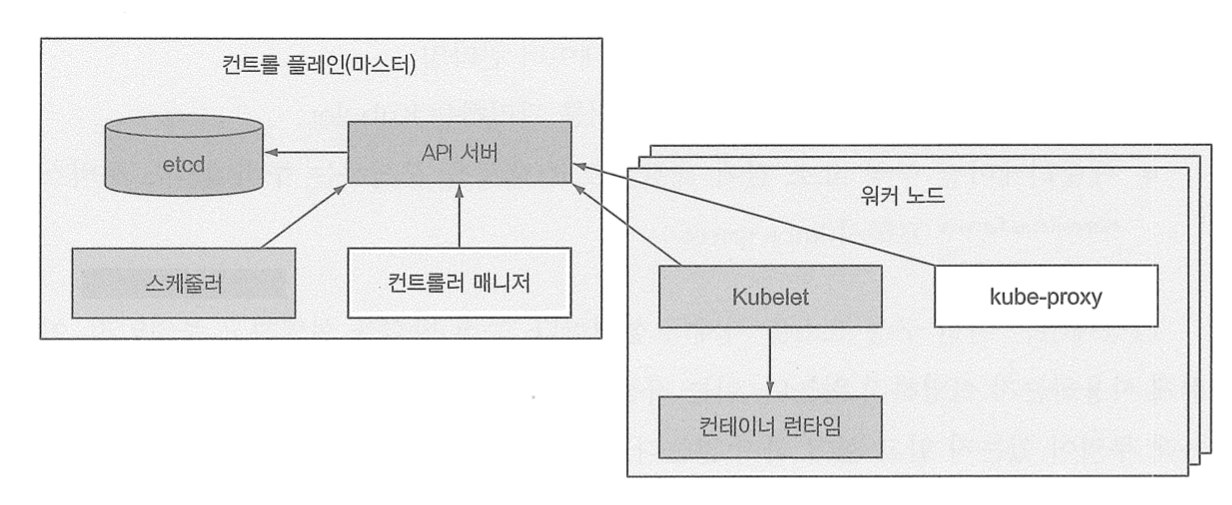 컨트롤 플레인(마스터)
etcd
API 서버
스케줄러
컨트롤러 매니저
워커 노드
Kubelet
kube-proxy
컨테이너 런타임